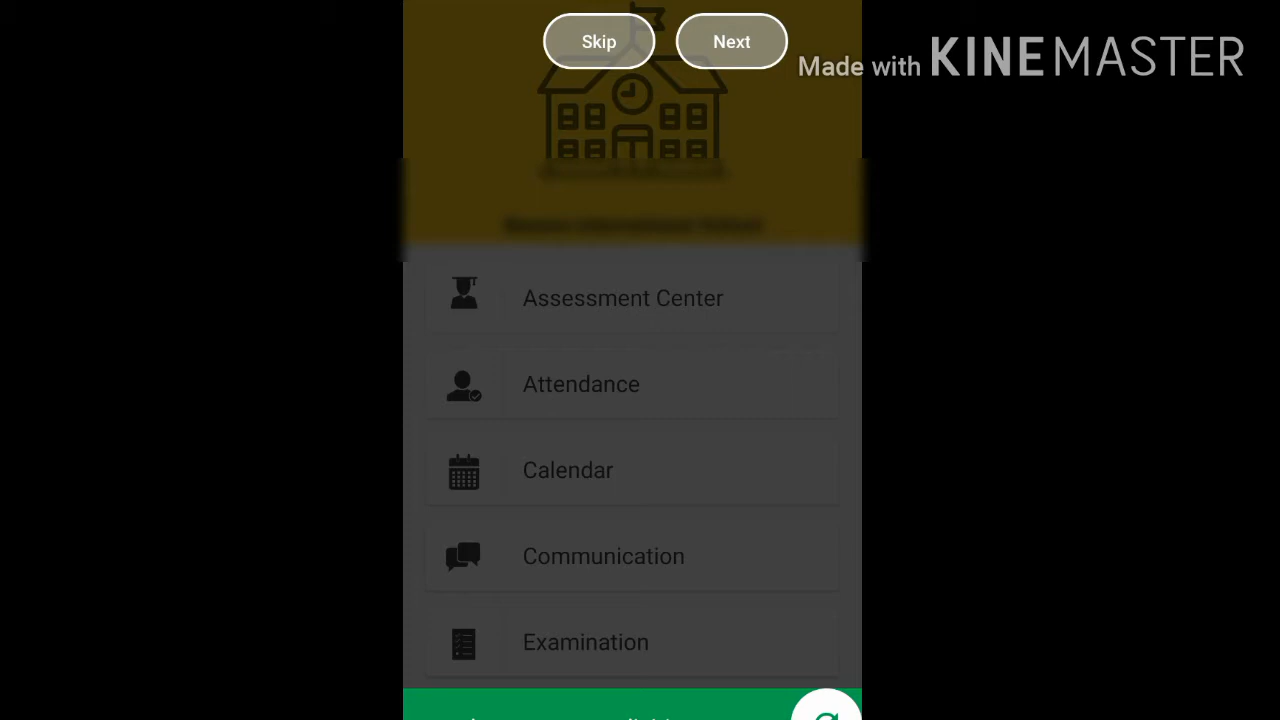 Skip
Next
Made with KINEMASTER
Assessment Center
Attendance
Calendar
Communication
Examination